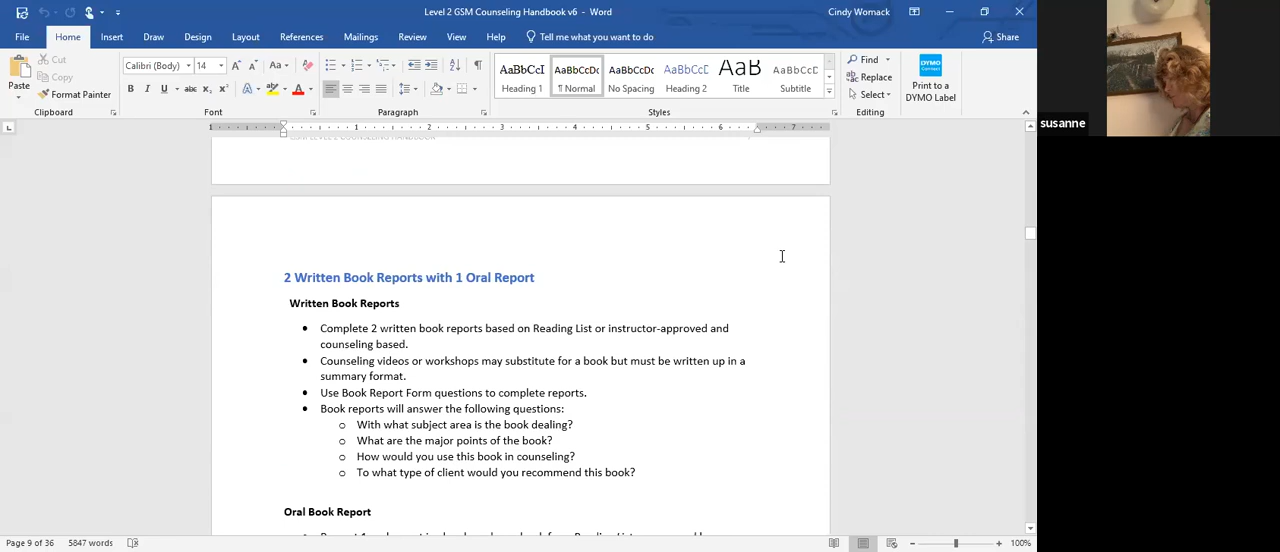 Level 2 GSM Counseling Handbook v6 - Word
Cindy Womack
File Home Insert Draw Design Layout References Mailings Review View Help Tell me what you want to do Share
Paste
Cut
Copy
Format Painter
Clipboard
Calibri (Body) 14
Font
Paragraph
AaBbCcI AaBbCcDc AaBbCcDc AaBbCcD AaB AaBbCcD
Heading 1 ¶ Normal No Spacing Heading 2 Title Subtitle
Styles
Find
Replace
Select
Editing
DYMO
Print to a
DYMO Label
susanne
LEVEL 2 COUNSELING HANDBOOK
2 Written Book Reports with 1 Oral Report
Written Book Reports
• Complete 2 written book reports based on Reading List or instructor-approved and
counseling based.
• Counseling videos or workshops may substitute for a book but must be written up in a
summary format.
• Use Book Report Form questions to complete reports.
• Book reports will answer the following questions:
o With what subject area is the book dealing?
o What are the major points of the book?
o How would you use this book in counseling?
o To what type of client would you recommend this book?
Oral Book Report
Page 9 of 36 5847 words 100%